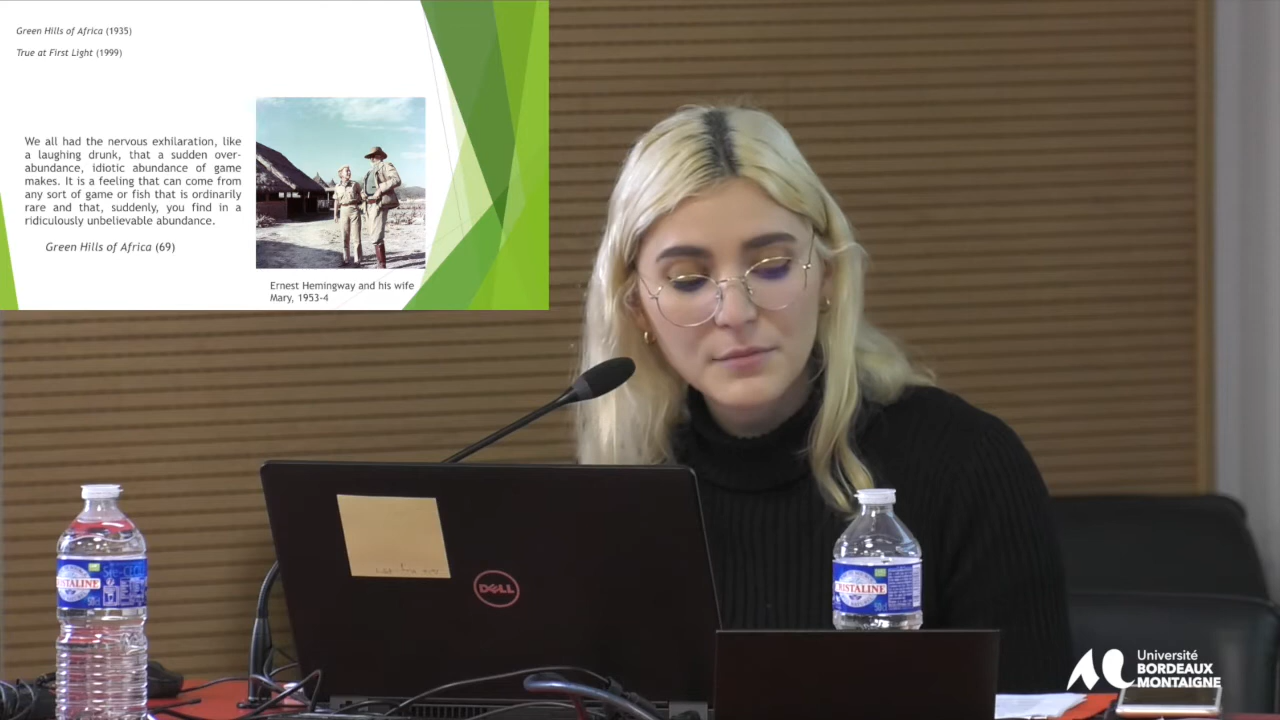 Green Hills of Africa (1935)
True at First Light (1999)
We all had the nervous exhilaration, like
a laughing drunk, that a sudden over-
abundance, idiotic abundance of game
makes. It is a feeling that can come from
any sort of game or fish that is ordinarily
rare and that, suddenly, you find in a
ridiculously unbelievable abundance.
Green Hills of Africa (69)
Ernest Hemingway and his wife
Mary, 1953-4
DELL
ISTALINE
RISTALINE
Université
BORDEAUX
MONTAIGNE